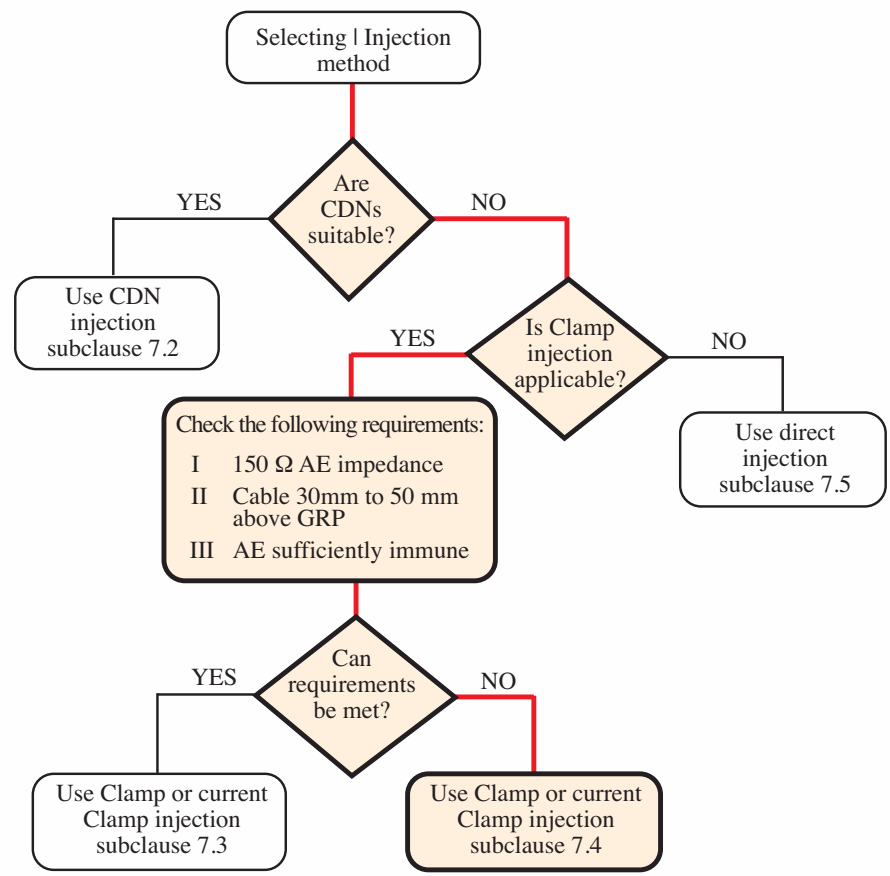 Selecting | Injection
method
Are
CDNs
suitable?
YES
NO
Use CDN
injection
subclause 7.2
Is Clamp
injection
applicable?
YES
NO
Check the following requirements:
I 150 Ω AE impedance
II Cable 30mm to 50 mm
above GRP
III AE sufficiently immune
Use direct
injection
subclause 7.5
Can
requirements
be met?
YES
NO
Use Clamp or current
Clamp injection
subclause 7.3
Use Clamp or current
Clamp injection
subclause 7.4